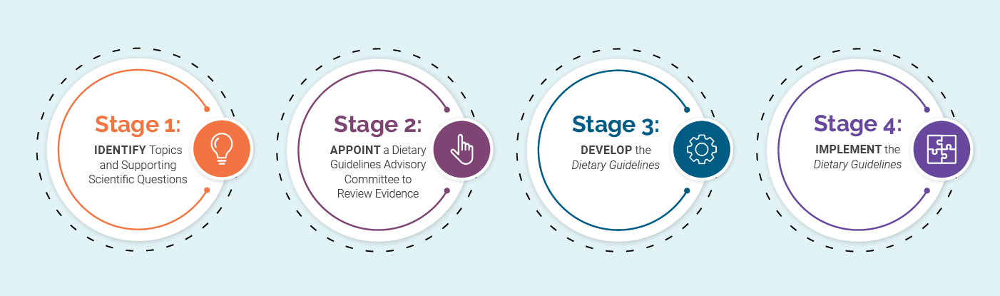 Stage 1:
IDENTIFY Topics
and Supporting
Scientific Questions
Stage 2:
APPOINT a Dietary
Guidelines Advisory
Committee to
Review Evidence
Stage 3:
DEVELOP the
Dietary Guidelines
Stage 4:
IMPLEMENT the
Dietary Guidelines